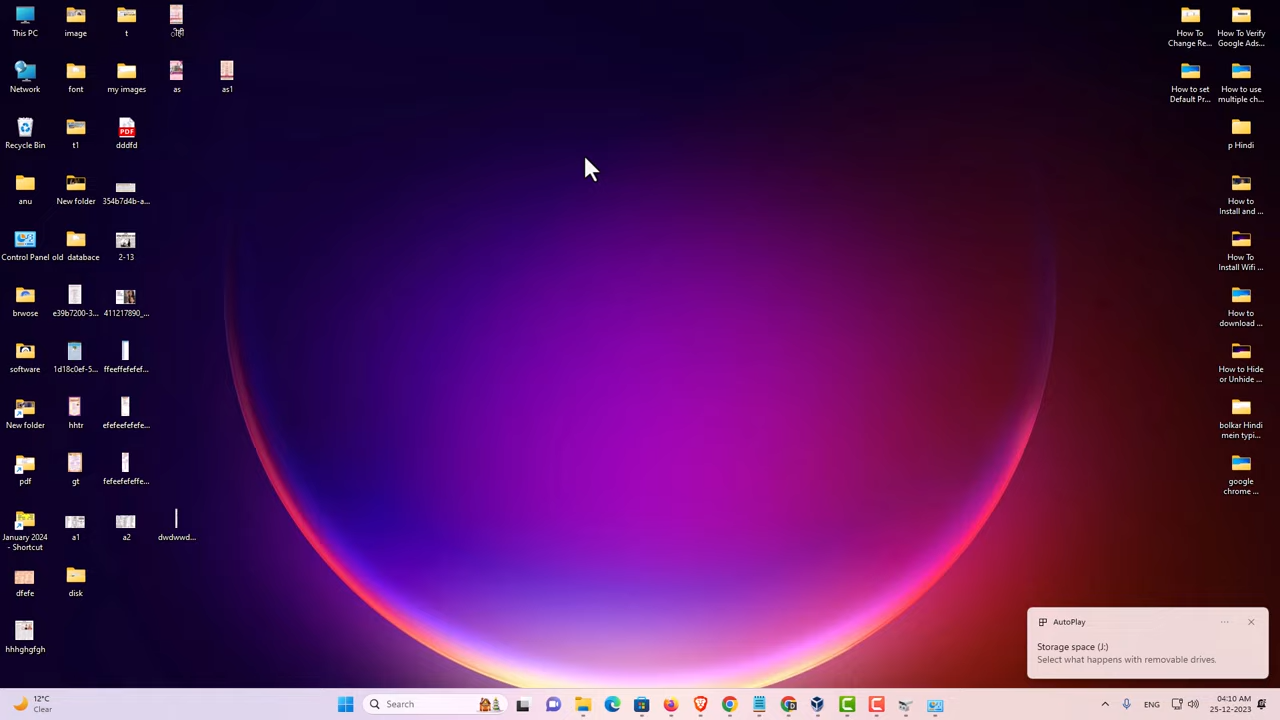 This PC
image
t
ीही
Network
font
my images
as
as1
Recycle Bin
t1
PDF
dddfd
anu
New folder
354b7d4b-a...
Control Panel
old databace
2-13
brwose
e39b7200-3...
411217890_...
software
1d18c0ef-5...
ffeeffefefef...
New folder
hhtr
efefeefefefe...
pdf
gt
fefeefefeffe...
January 2024
- Shortcut
a1
a2
dwdwwd...
dfefe
disk
hhhghgfgh
How To
Change Re...
How To Verify
Google Ads...
How to set
Default Pr...
How to use
multiple ch...
p Hindi
How to
Install and ...
How To
Install Wifi ...
How to
download ...
How to Hide
or Unhide ...
bolkar Hindi
mein typi...
google
chrome ...
AutoPlay
Storage space (J:)
Select what happens with removable drives.
12°C
Clear
Search
ENG
04:10 AM
25-12-2023